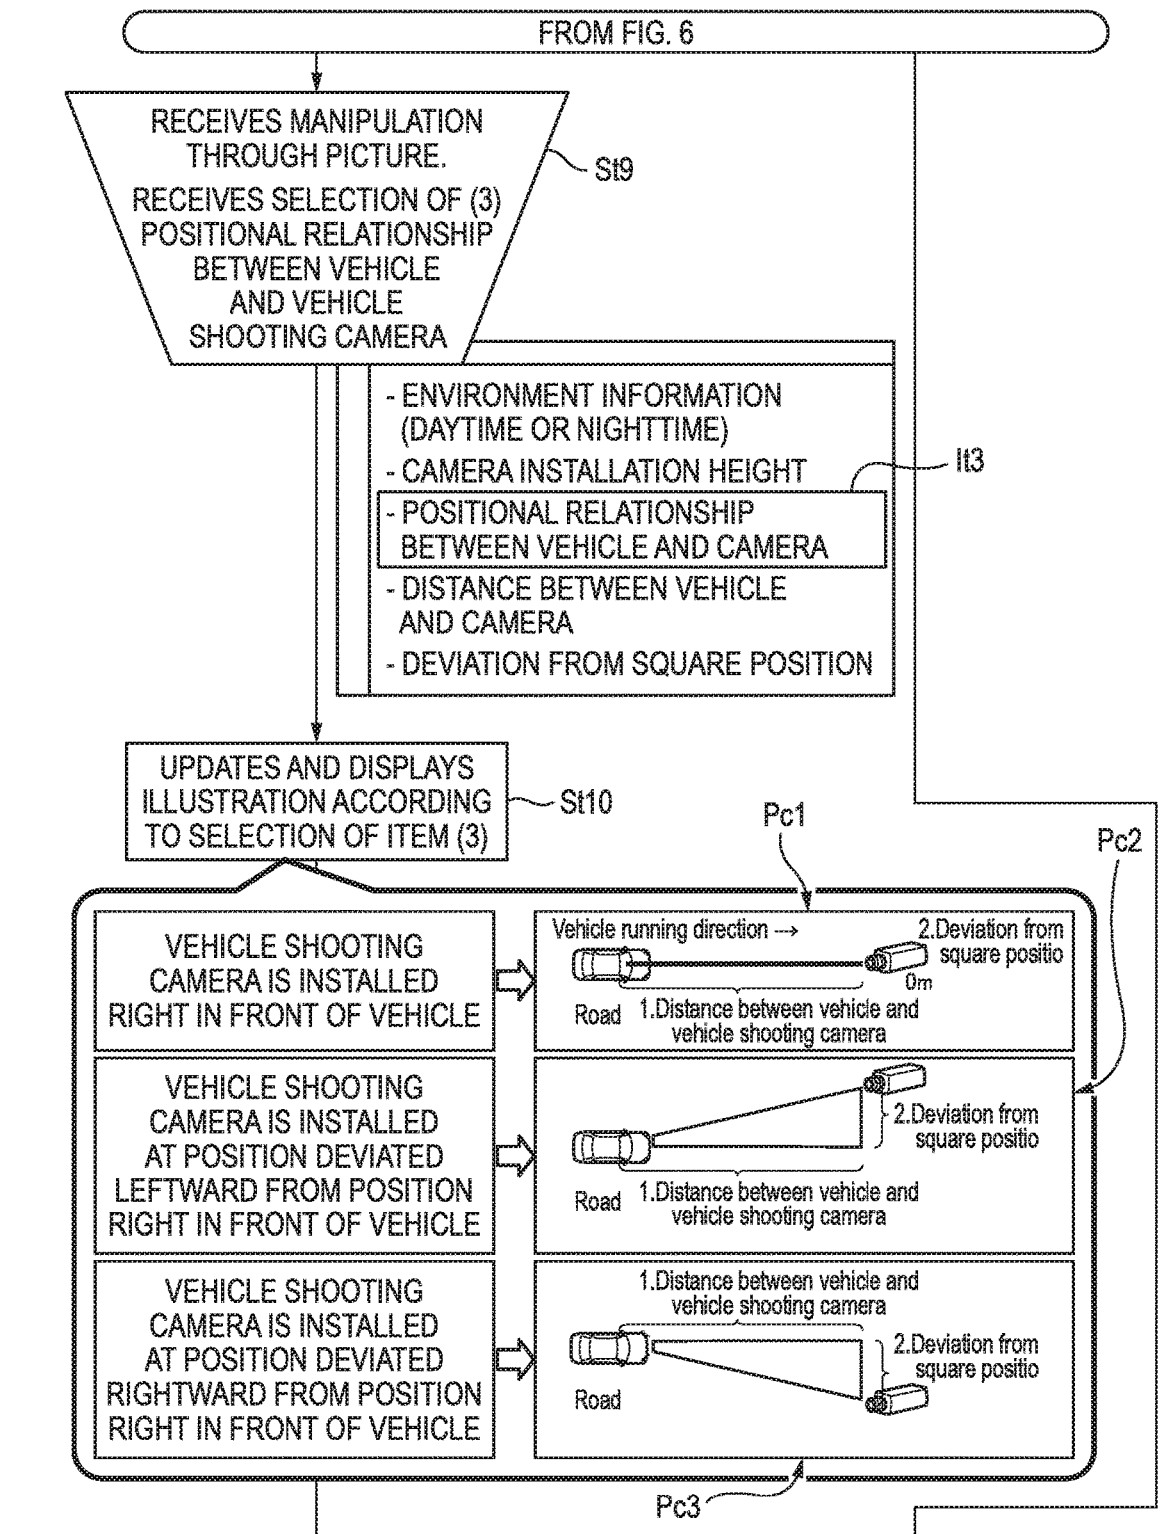 FROM FIG. 6
RECEIVES MANIPULATION
THROUGH PICTURE.
RECEIVES SELECTION OF (3)
POSITIONAL RELATIONSHIP
BETWEEN VEHICLE
AND VEHICLE
SHOOTING CAMERA
St9
- ENVIRONMENT INFORMATION
(DAYTIME OR NIGHTTIME)
- CAMERA INSTALLATION HEIGHT
It3
- POSITIONAL RELATIONSHIP
BETWEEN VEHICLE AND CAMERA
- DISTANCE BETWEEN VEHICLE
AND CAMERA
- DEVIATION FROM SQUARE POSITION
UPDATES AND DISPLAYS
ILLUSTRATION ACCORDING
TO SELECTION OF ITEM (3)
St10
Pc1
Pc2
VEHICLE SHOOTING
CAMERA IS INSTALLED
RIGHT IN FRONT OF VEHICLE
Vehicle running direction →
2.Deviation from
square positio
0m
Road
1.Distance between vehicle and
vehicle shooting camera
VEHICLE SHOOTING
CAMERA IS INSTALLED
AT POSITION DEVIATED
LEFTWARD FROM POSITION
RIGHT IN FRONT OF VEHICLE
2.Deviation from
square positio
Road
1.Distance between vehicle and
vehicle shooting camera
VEHICLE SHOOTING
CAMERA IS INSTALLED
AT POSITION DEVIATED
RIGHTWARD FROM POSITION
RIGHT IN FRONT OF VEHICLE
1.Distance between vehicle and
vehicle shooting camera
2.Deviation from
square positio
Road
Pc3